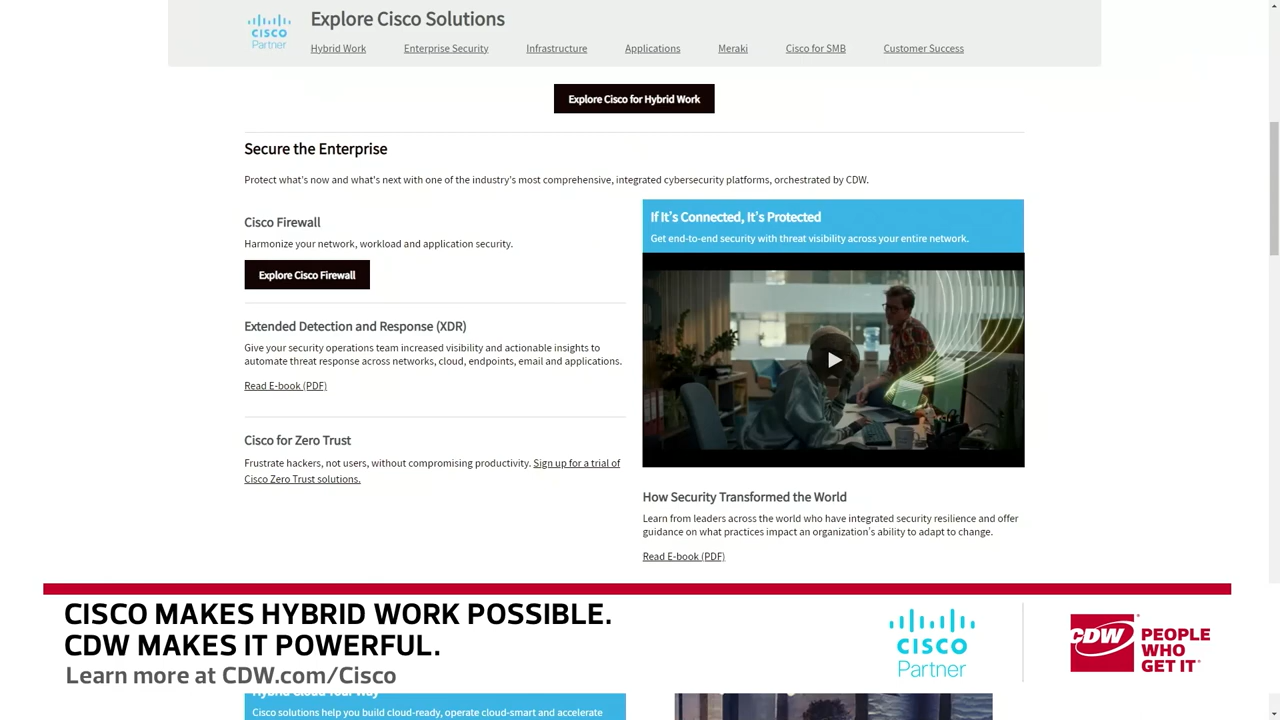 Explore Cisco Solutions
CISCO
Partner
Hybrid Work
Enterprise Security
Infrastructure
Applications
Meraki
Cisco for SMB
Customer Success
Explore Cisco for Hybrid Work
Secure the Enterprise
Protect what's now and what's next with one of the industry's most comprehensive, integrated cybersecurity platforms, orchestrated by CDW.
Cisco Firewall
Harmonize your network, workload and application security.
Explore Cisco Firewall
Extended Detection and Response (XDR)
Give your security operations team increased visibility and actionable insights to
automate threat response across networks, cloud, endpoints, email and applications.
Read E-book (PDF)
Cisco for Zero Trust
Frustrate hackers, not users, without compromising productivity. Sign up for a trial of
Cisco Zero Trust solutions.
If It's Connected, It's Protected
Get end-to-end security with threat visibility across your entire network.
How Security Transformed the World
Learn from leaders across the world who have integrated security resilience and offer
guidance on what practices impact an organization's ability to adapt to change.
Read E-book (PDF)
CISCO MAKES HYBRID WORK POSSIBLE.
CDW MAKES IT POWERFUL.
Learn more at CDW.com/Cisco
CISCO
Partner
CDW
PEOPLE
WHO
GET IT
Hybrid Cloud Your Way
Cisco solutions help you build cloud-ready, operate cloud-smart and accelerate